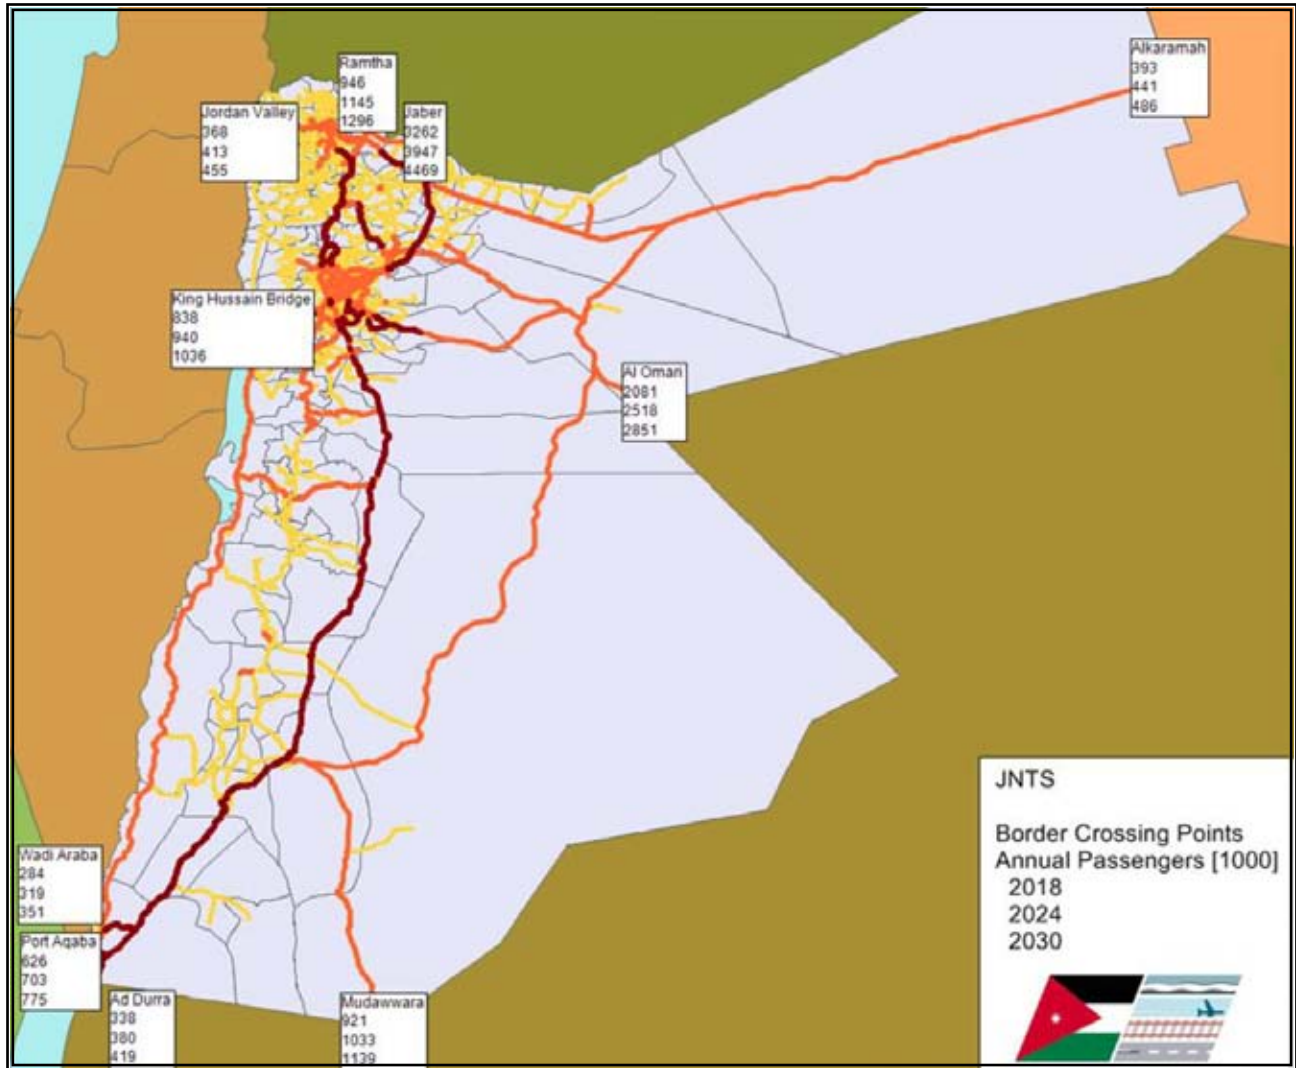 Ramtha
946
1145
1296
Alkaramah
393
441
486
Jordan Valley
368
413
455
Jaber
3262
3947
4469
King Hussain Bridge
838
940
1036
Al Omari
2081
2518
2851
Wadi Araba
284
319
351
Port Aqaba
626
703
775
Ad Durra
338
380
419
Mudawwara
921
1033
1139
JNTS
Border Crossing Points
Annual Passengers [1000]
2018
2024
2030